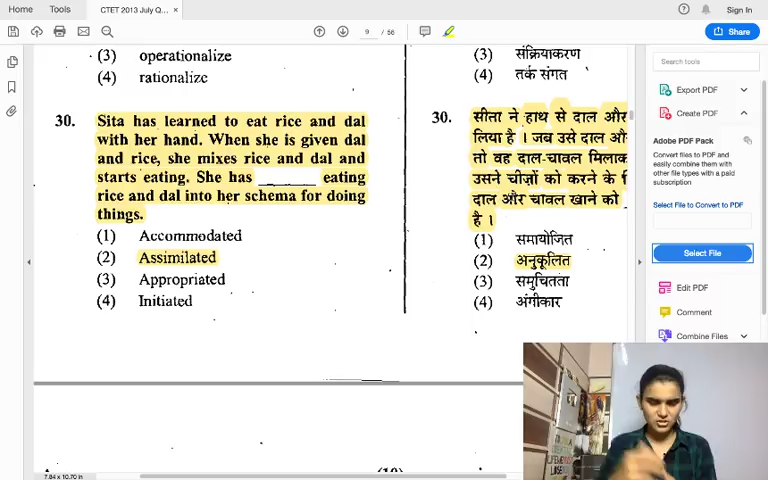 Home Tools CTET 2013 July Q... × Sign In
9 / 56 Share
(3) operationalize
(4) rationalize
30. Sita has learned to eat rice and dal
with her hand. When she is given dal
and rice, she mixes rice and dal and
starts eating. She has ______ eating
rice and dal into her schema for doing
things.
(1) Accommodated
(2) Assimilated
(3) Appropriated
(4) Initiated
(3) संक्रियाकरण
(4) तर्क संगत
30. सीता ने हाथ से दाल और
लिया है । जब उसे दाल औ
तो वह दाल-चावल मिलाक
उसने चीज़ों को करने के
दाल और चावल खाने को
है ।
(1) समायोजित
(2) अनुकूलित
(3) समुचितता
(4) अंगीकार
Search tools
Export PDF
Create PDF
Adobe PDF Pack
Convert files to PDF and
easily combine them with
other file types with a paid
subscription
Select File to Convert to PDF
Select File
Edit PDF
Comment
Combine Files
7.84 x 10.70 in